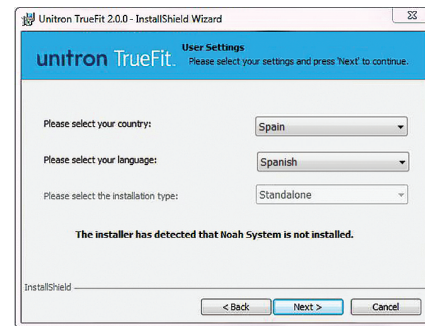 Unitron TrueFit 2.0.0 - InstallShield Wizard
User Settings
unitron TrueFit. Please select your settings and press 'Next' to continue.
Please select your country: Spain
Please select your language: Spanish
Please select the installation type: Standalone
The installer has detected that Noah System is not installed.
InstallShield
< Back Next > Cancel